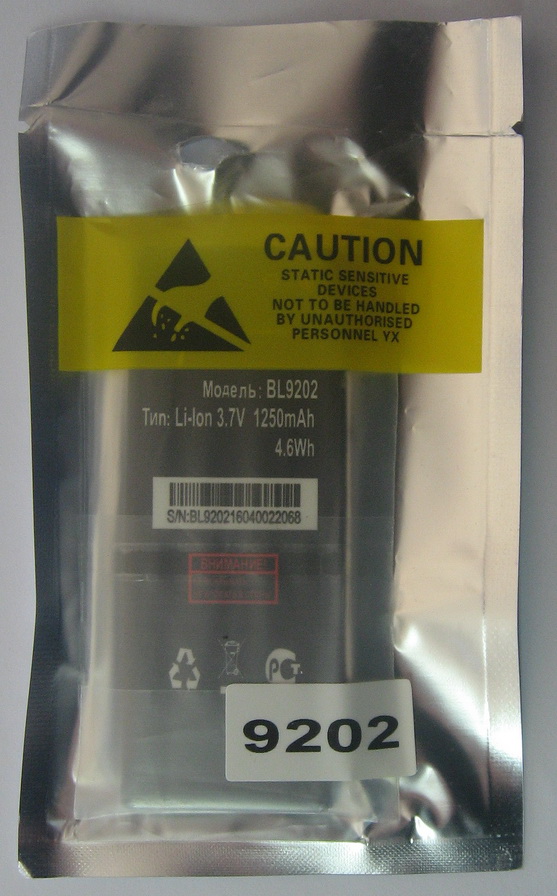 CAUTION
STATIC SENSITIVE
DEVICES
NOT TO BE HANDLED
BY UNAUTHORISED
PERSONNEL YX
Модель: BL9202
Тип: Li-Ion 3.7V 1250mAh
4.6Wh
S/N:BL920216040022068
ВНИМАНИЕ!
РСТ
9202